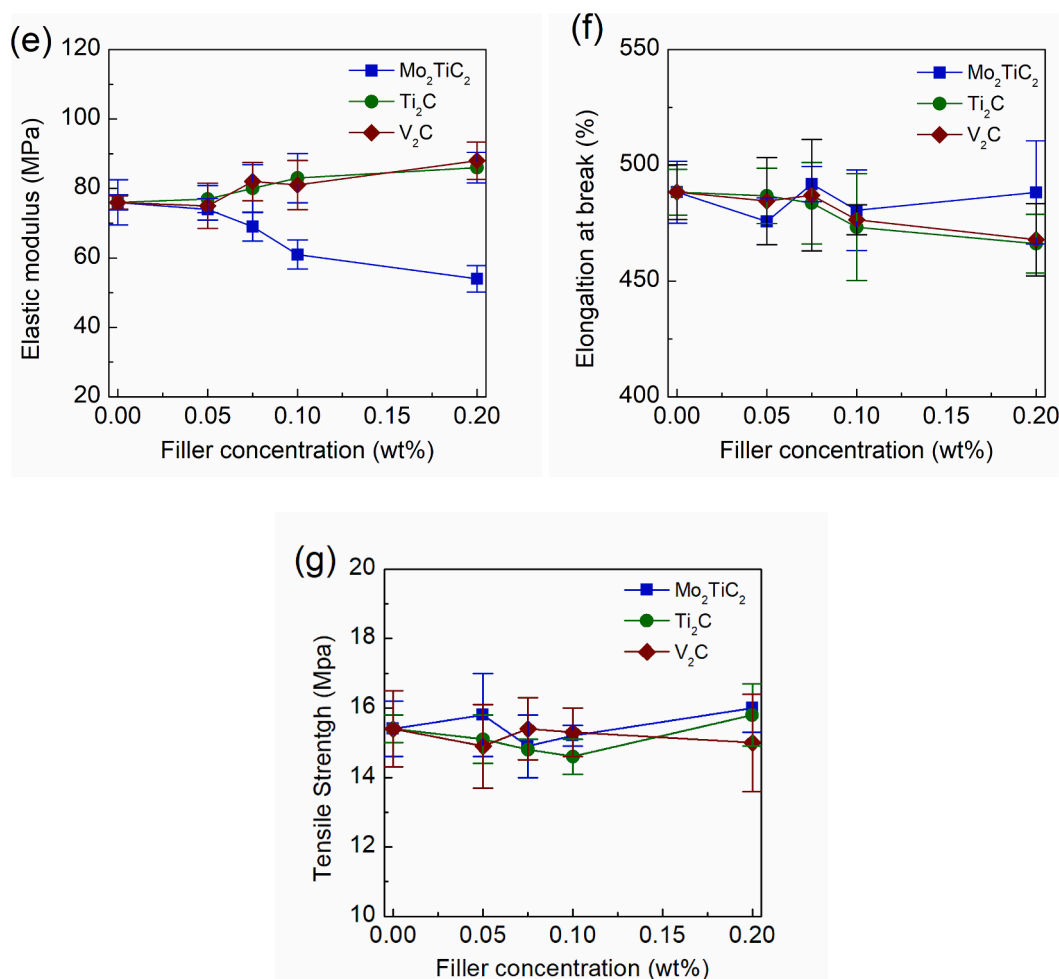 (e)
Elastic modulus (MPa)
120
100
80
60
40
20
Mo₂TiC₂
Ti₂C
V₂C
0.00 0.05 0.10 0.15 0.20
Filler concentration (wt%)
(f)
Elongaltion at break (%)
550
500
450
400
Mo₂TiC₂
Ti₂C
V₂C
0.00 0.05 0.10 0.15 0.20
Filler concentration (wt%)
(g)
Tensile Strentgh (Mpa)
20
18
16
14
12
10
Mo₂TiC₂
Ti₂C
V₂C
0.00 0.05 0.10 0.15 0.20
Filler concentration (wt%)